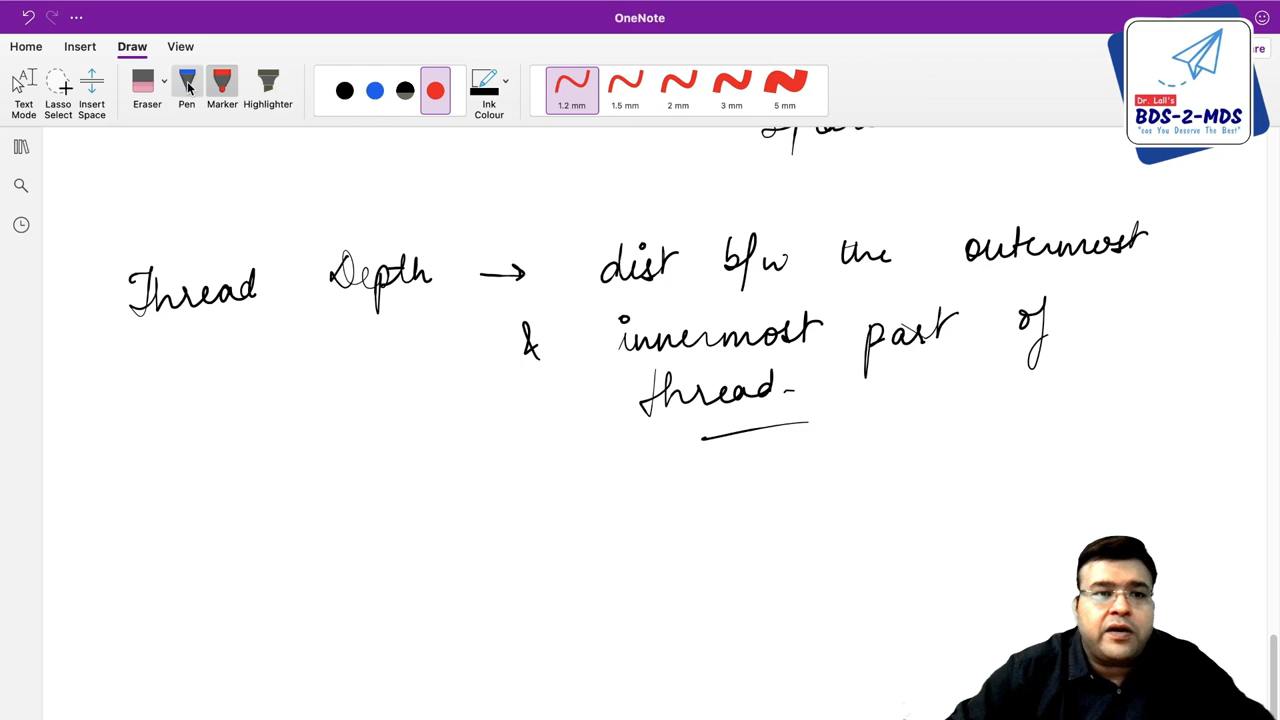 OneNote
Home Insert Draw View
Text Mode
Lasso Select
Insert Space
Eraser
Pen
Marker
Highlighter
Ink Colour
1.2 mm
1.5 mm
2 mm
3 mm
5 mm
Dr. Lall's
BDS-2-MDS
"cos You Deserve The Best"
Thread Depth → dist b/w the outermost
& innermost part of
thread-